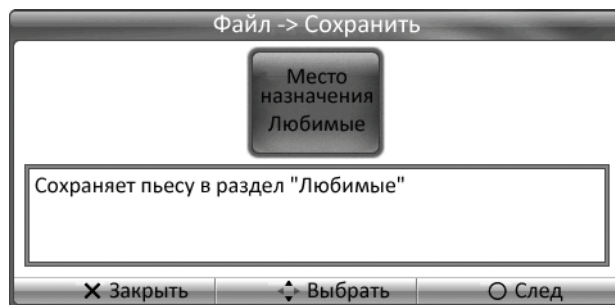 Файл -> Сохранить
Место
назначения
Любимые
Сохраняет пьесу в раздел "Любимые"
Закрыть Выбрать След